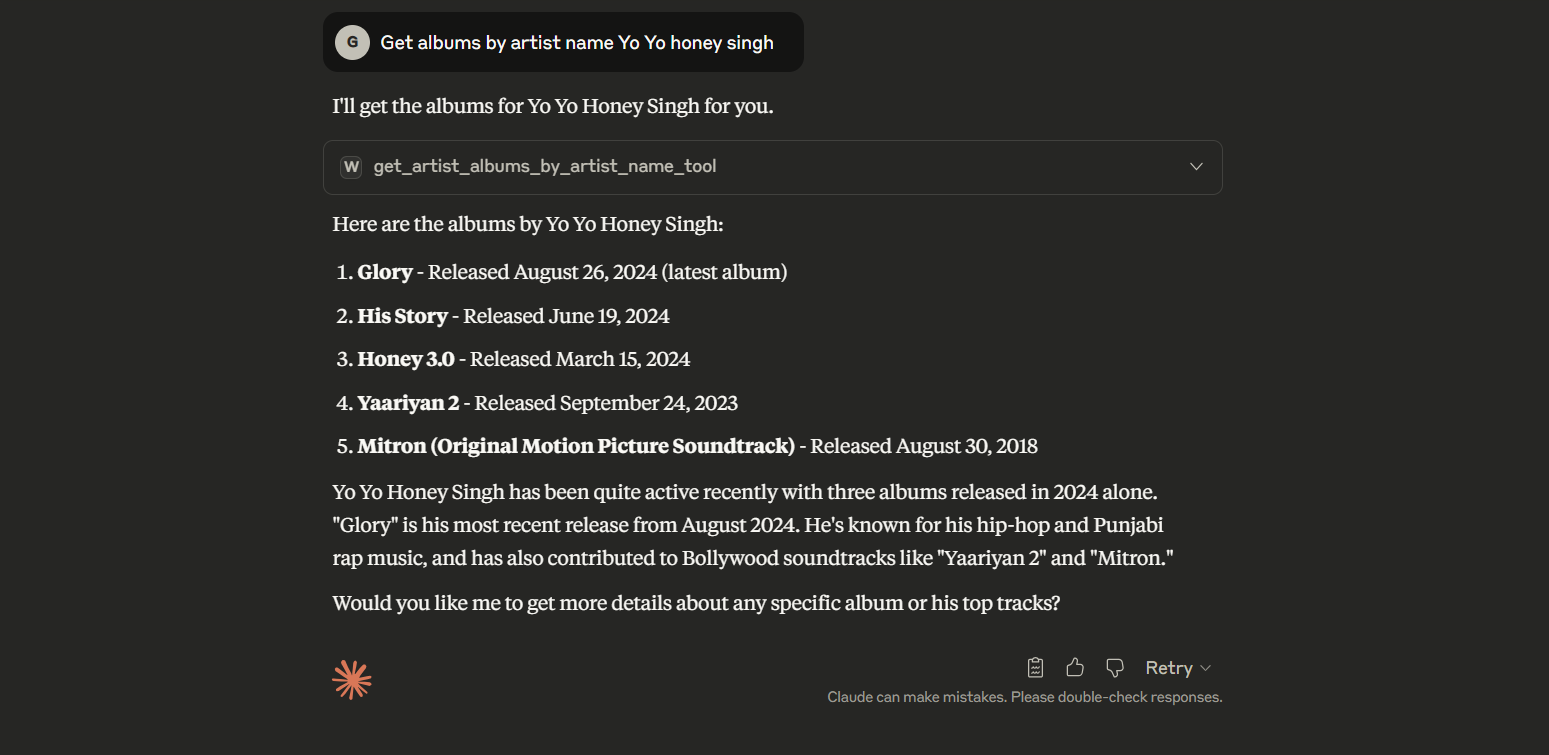 G
Get albums by artist name Yo Yo honey singh
I'll get the albums for Yo Yo Honey Singh for you.
W
get_artist_albums_by_artist_name_tool
Here are the albums by Yo Yo Honey Singh:
1. Glory - Released August 26, 2024 (latest album)
2. His Story - Released June 19, 2024
3. Honey 3.0 - Released March 15, 2024
4. Yaariyan 2 - Released September 24, 2023
5. Mitron (Original Motion Picture Soundtrack) - Released August 30, 2018
Yo Yo Honey Singh has been quite active recently with three albums released in 2024 alone.
"Glory" is his most recent release from August 2024. He's known for his hip-hop and Punjabi
rap music, and has also contributed to Bollywood soundtracks like "Yaariyan 2" and "Mitron."
Would you like me to get more details about any specific album or his top tracks?
Retry
Claude can make mistakes. Please double-check responses.